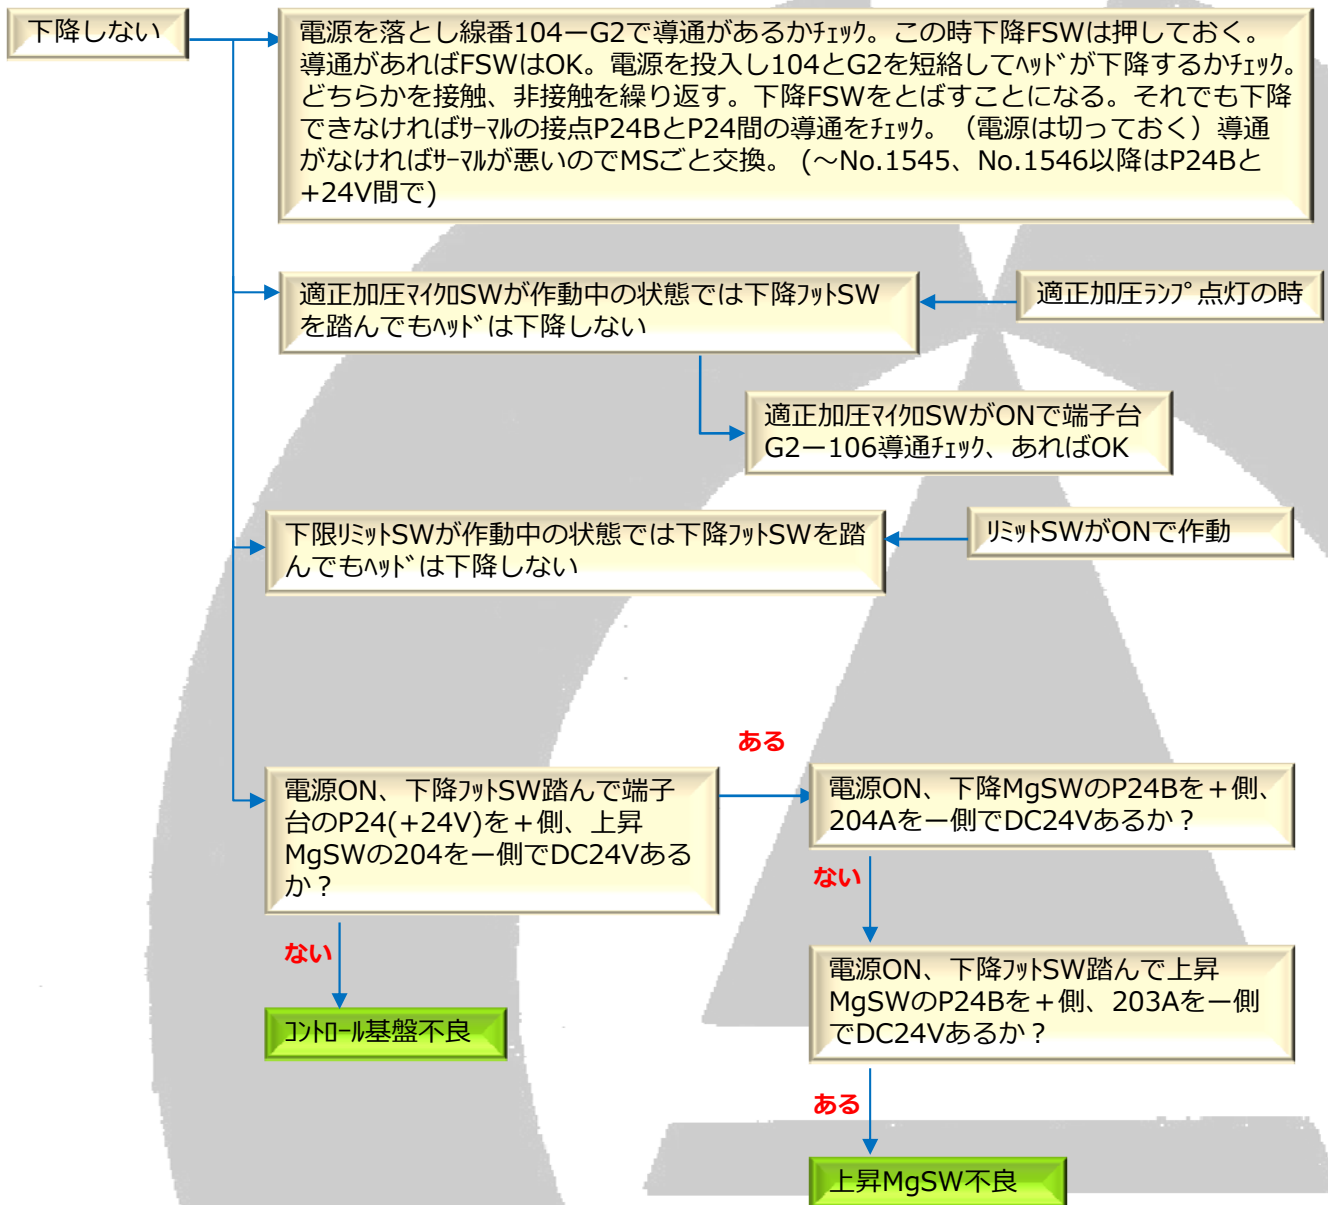 下降しない
電源を落とし線番104ー​G2で導通があるかﾁｪｯｸ。この時下降FSWは押しておく。
導通があればFSWはOK。電源を投入し104とG2を短絡してﾍｯﾄﾞが下降するかﾁｪｯｸ。
どちらかを接触、非接触を繰り返す。下降FSWをとばすことになる。それでも下降
できなければｻｰﾏﾙの接点P24BとP24間の導通をﾁｪｯｸ。（電源は切っておく）導通
がなければｻｰﾏﾙが悪いのでMSごと交換。 (～No.1545、No.1546以降はP24Bと
+24V間で)
適正加圧ﾏｲｸﾛSWが作動中の状態では下降ﾌｯﾄSW
を踏んでもﾍｯﾄﾞは下降しない
適正加圧ﾗﾝﾌﾟ点灯の時
適正加圧ﾏｲｸﾛSWがONで端子台
G2ー106導通ﾁｪｯｸ、あればOK
下限ﾘﾐｯﾄSWが作動中の状態では下降ﾌｯﾄSWを踏
んでもﾍｯﾄﾞは下降しない
ﾘﾐｯﾄSWがONで作動
電源ON、下降ﾌｯﾄSW踏んで端子
台のP24(+24V)を＋側、上昇
MgSWの204をー側でDC24Vある
か？
ある
電源ON、下降MgSWのP24Bを＋側、
204Aをー側でDC24Vあるか？
ない
ない
電源ON、下降ﾌｯﾄSW踏んで上昇
MgSWのP24Bを＋側、203Aをー側
でDC24Vあるか？
ｺﾝﾄﾛｰﾙ基盤不良
ある
上昇MgSW不良